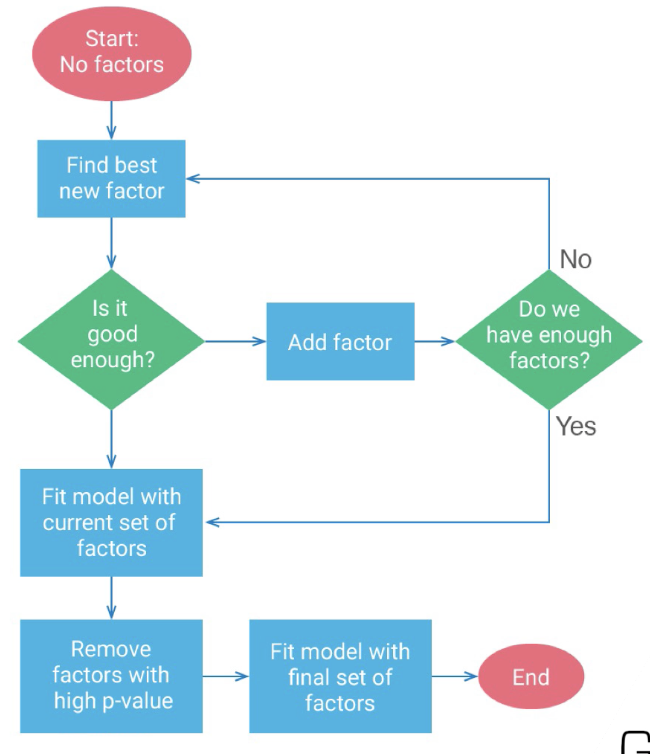 Start:
No factors
Find best
new factor
No
Is it
good
enough?
Add factor
Do we
have enough
factors?
Yes
Fit model with
current set of
factors
Remove
factors with
high p-value
Fit model with
final set of
factors
End